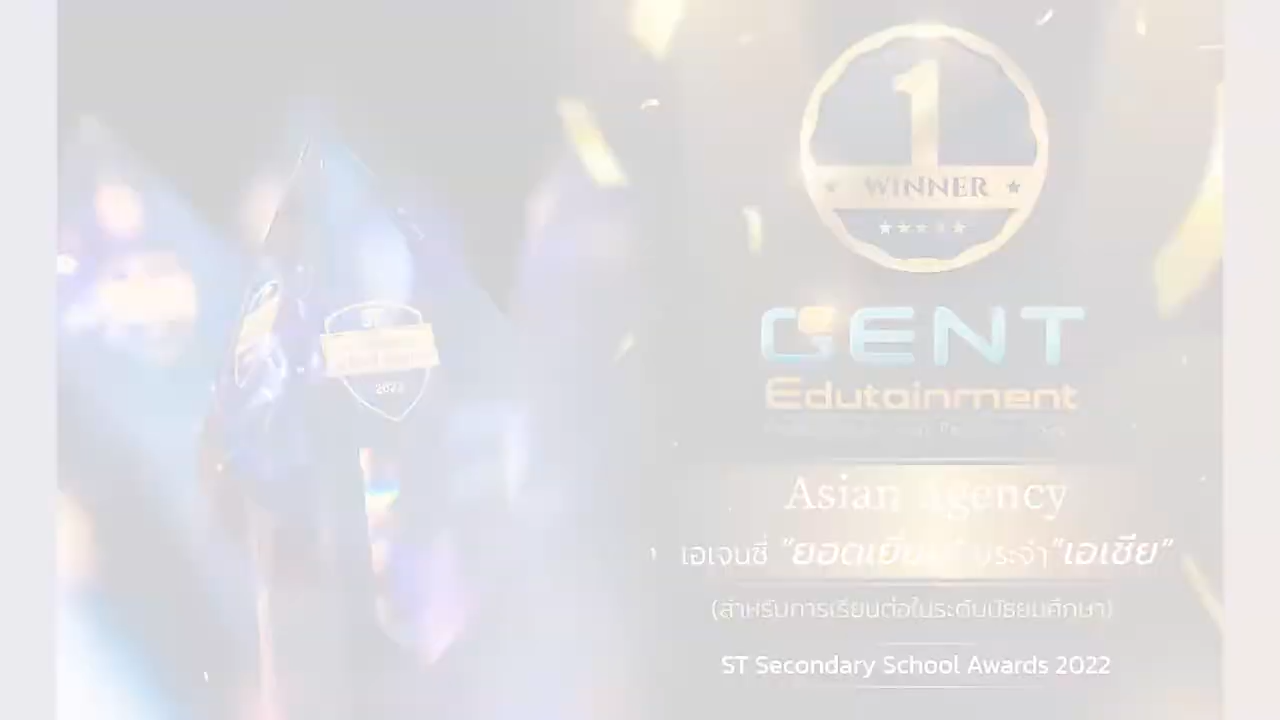 2022
1
WINNER
GENT
Edutainment
Asian Agency
เอเจนซี่ "ยอดเยี่ยม" ประจำ "เอเชีย"
(สำหรับการเรียนต่อในระดับมัธยมศึกษา)
ST Secondary School Awards 2022